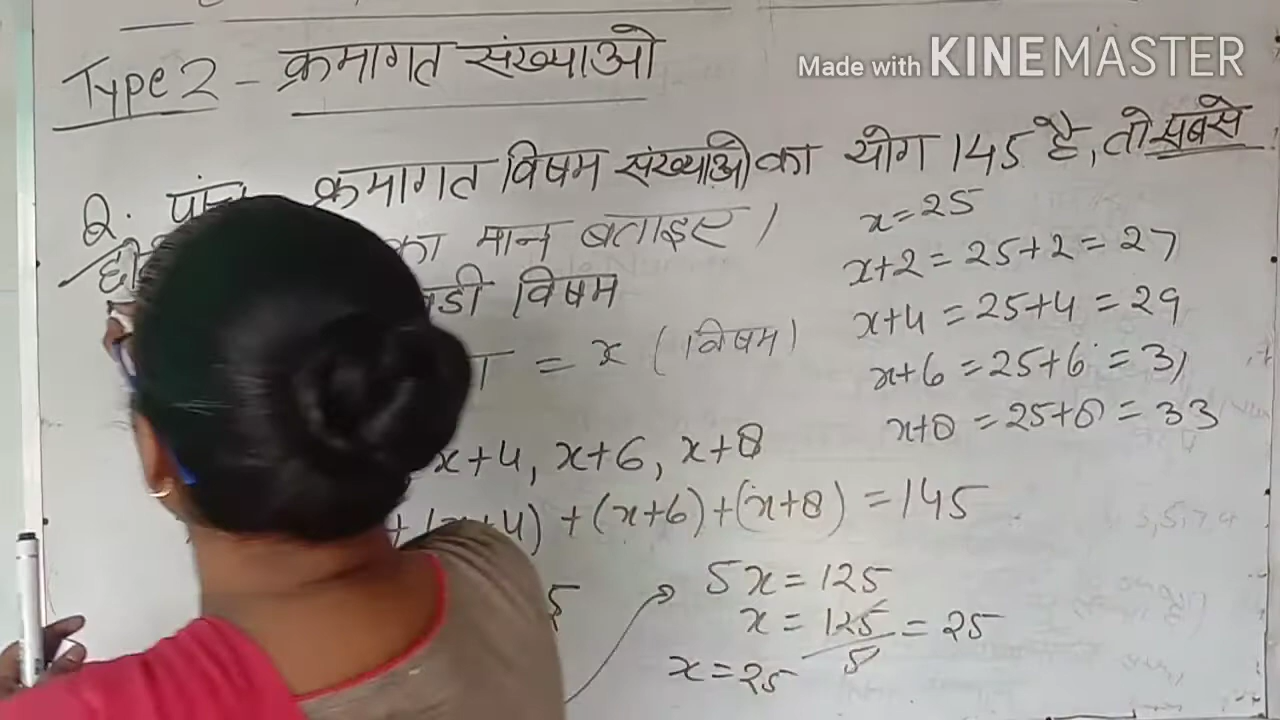 Made with KINEMASTER
Type 2 - क्रमागत संख्याओ
Q. क्रमागत विषम संख्याओ का योग 145 है, तो सबसे
का मान बताइए।
विषम
= x (विषम)
x+4, x+6, x+8
+(x+6)+(x+8) = 145
5x = 125
x = 125/5 = 25
x = 25
x = 25
x+2 = 25+2 = 27
x+4 = 25+4 = 29
x+6 = 25+6 = 31
x+8 = 25+8 = 33